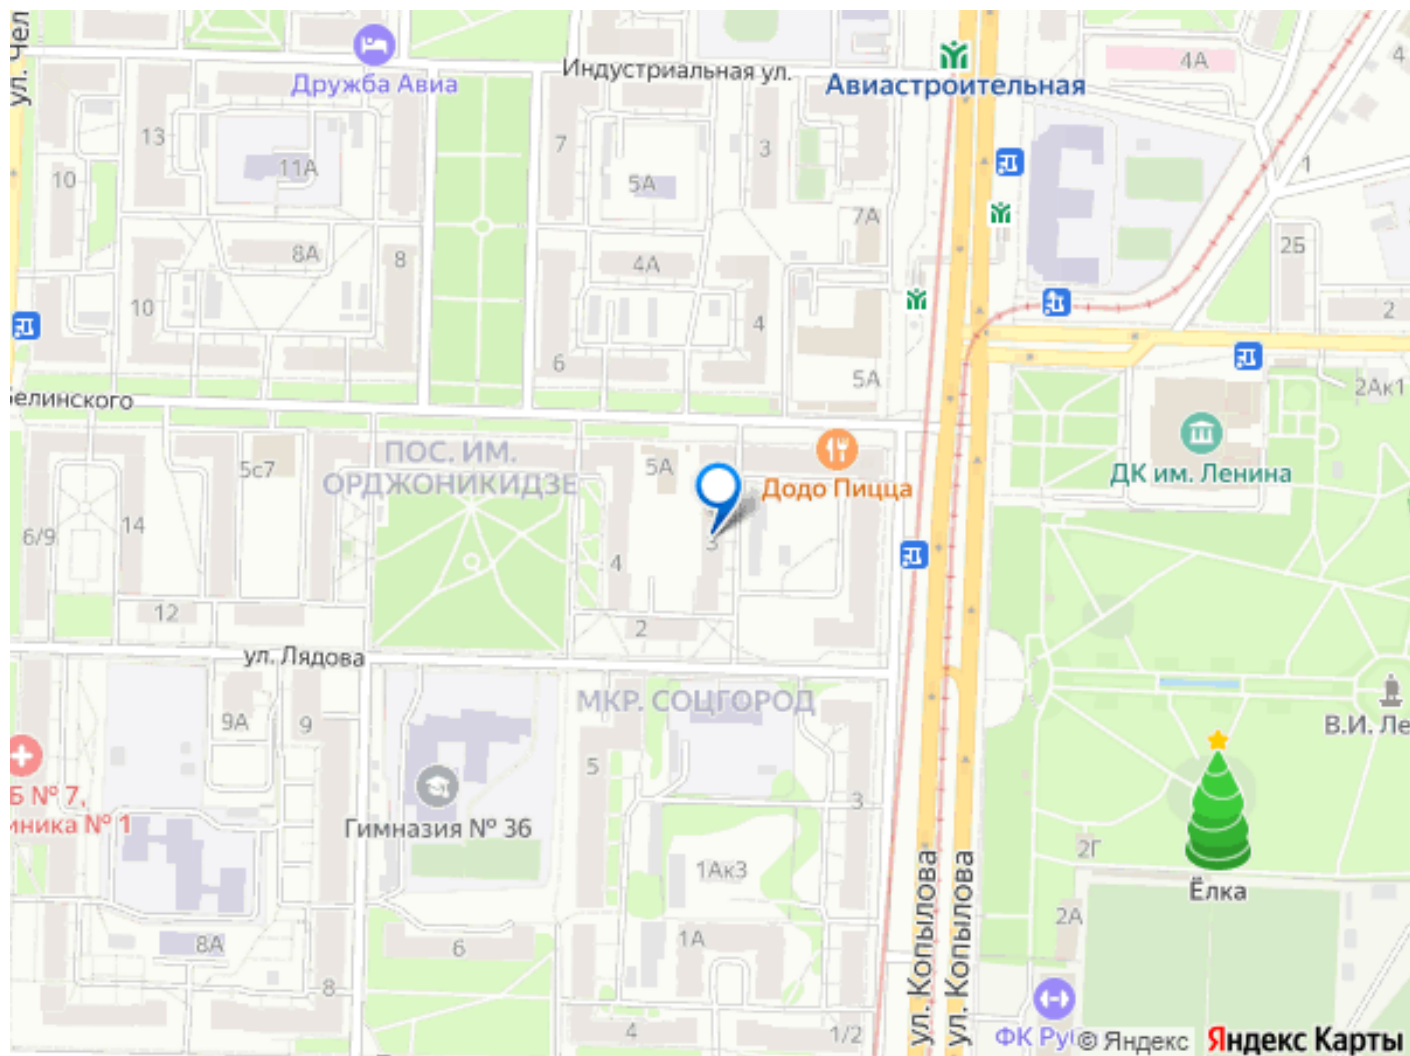 ул. Чел
Дружба Авиа
Индустриальная ул.
Авиастроительная
4А
4
13
11А
7
5А
3
1
10
7А
8А
8
4А
2Б
10
4
2
6
5А
2Ак1
елинского
ПОС. ИМ.
ОРДЖОНИКИДЗЕ
5с7
5А
Додо Пицца
ДК им. Ленина
6/9
14
3
4
12
2
ул. Лядова
МКР. СОЦГОРОД
9А
9
В.И. Ле
5
Б № 7,
иника № 1
Гимназия № 36
3
2Г
1Ак3
Ёлка
2А
8А
6
1А
8
4
1/2
ул. Копылова
ул. Копылова
ФК Ру
© Яндекс
Яндекс Карты